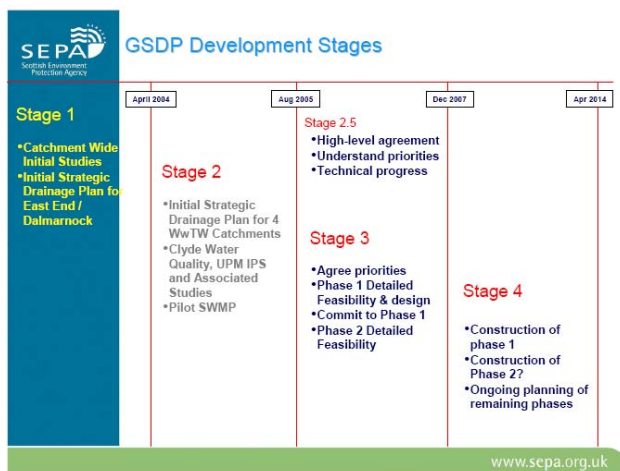 SEPA
Scottish Environment
Protection Agency
GSDP Development Stages
April 2004
Aug 2005
Dec 2007
Apr 2014
Stage 1
•Catchment Wide
Initial Studies
•Initial Strategic
Drainage Plan fo
East End /
Dalmarnock
Stage 2
•Initial Strategic
Drainage Plan for 4
WwTW Catchments
•Clyde Water
Quality, UPM IPS
and Associated
Studies
•Pilot SWMP
Stage 2.5
•High-level agreement
•Understand priorities
•Technical progress
Stage 3
•Agree priorities
•Phase 1 Detailed
Feasibility & design
•Commit to Phase 1
•Phase 2 Detailed
Feasibility
Stage 4
•Construction of
phase 1
•Construction of
Phase 2?
•Ongoing planning of
remaining phases
www.sepa.org.uk